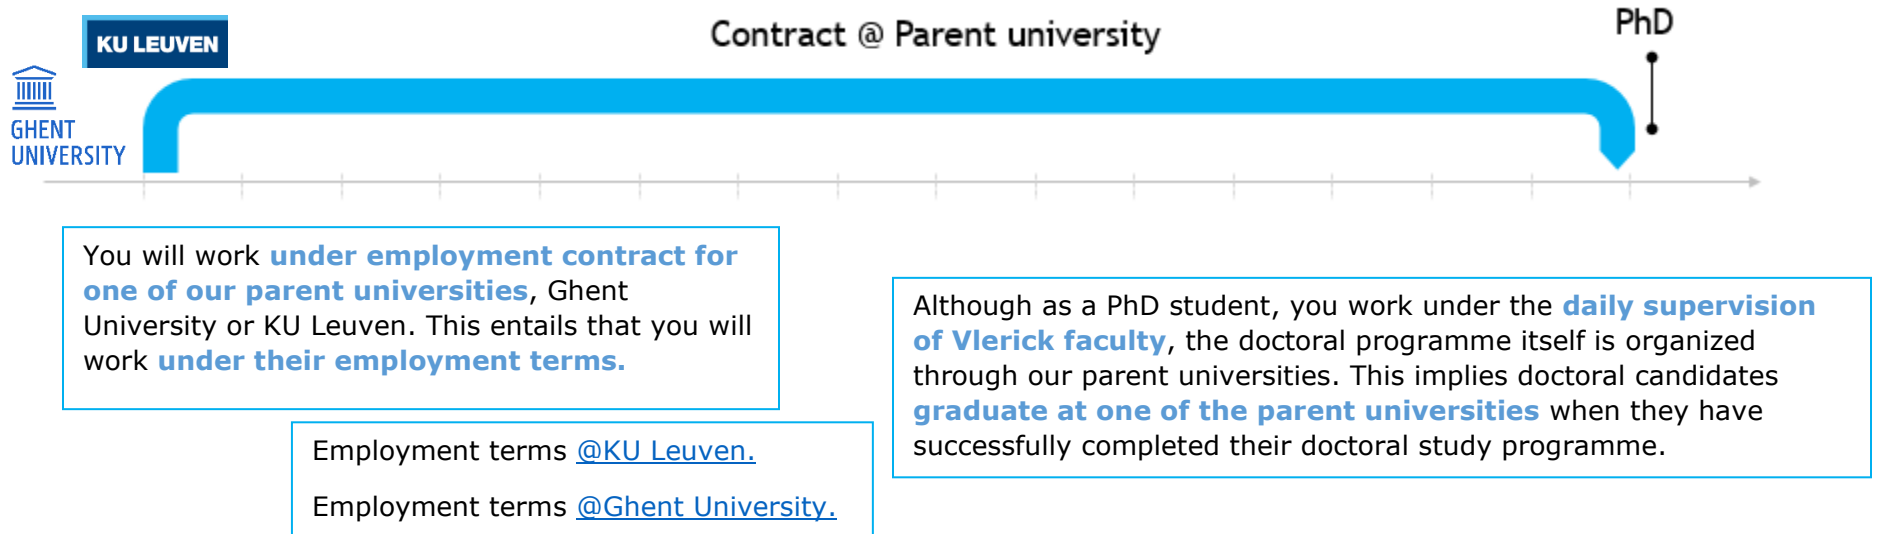 KU LEUVEN
Contract @ Parent university
PhD
GHENT
UNIVERSITY
You will work under employment contract for
one of our parent universities, Ghent
University or KU Leuven. This entails that you will
work under their employment terms.
Although as a PhD student, you work under the daily supervision
of Vlerick faculty, the doctoral programme itself is organized
through our parent universities. This implies doctoral candidates
graduate at one of the parent universities when they have
successfully completed their doctoral study programme.
Employment terms @KU Leuven.
Employment terms @Ghent University.